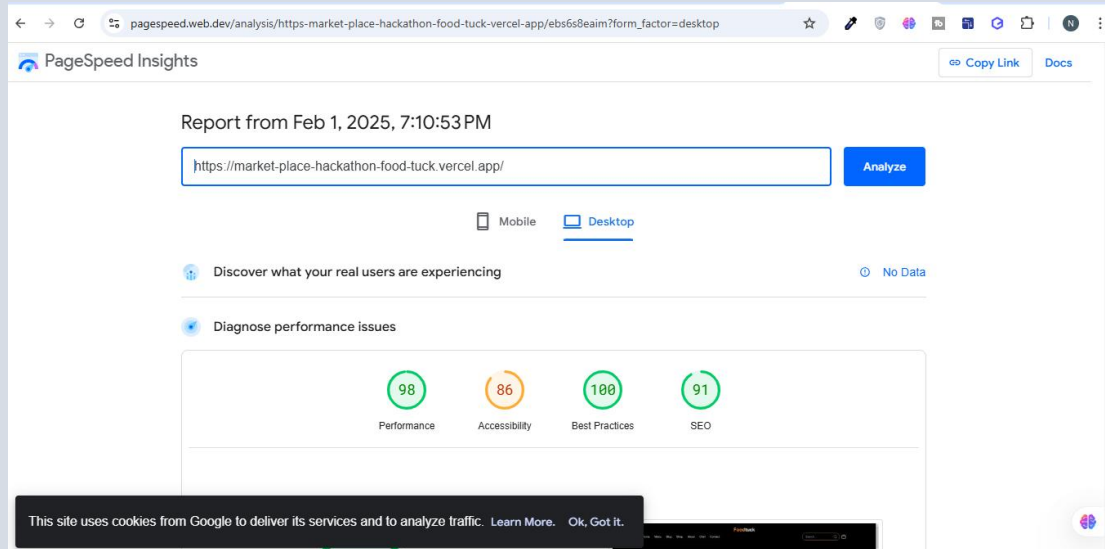 pagespeed.web.dev/analysis/https-market-place-hackathon-food-tuck-vercel-app/ebs6s8eaim?form_factor=desktop
N
PageSpeed Insights
Copy Link
Docs
Report from Feb 1, 2025, 7:10:53 PM
https://market-place-hackathon-food-tuck.vercel.app/
Analyze
Mobile
Desktop
Discover what your real users are experiencing
No Data
Diagnose performance issues
98
86
100
91
Performance
Accessibility
Best Practices
SEO
This site uses cookies from Google to deliver its services and to analyze traffic. Learn More. Ok, Got it.